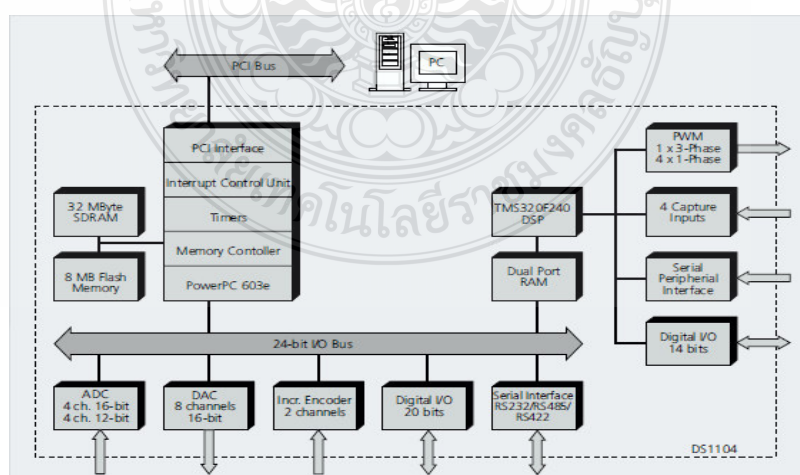 PCI Bus
PC
PCI Interface
Interrupt Control Unit
Timers
Memory Contoller
PowerPC 603e
32 MByte
SDRAM
8 MB Flash
Memory
TMS320F240
DSP
Dual Port
RAM
PWM
1 x 3-Phase
4 x 1-Phase
4 Capture
Inputs
Serial
Peripherial
Interface
Digital I/O
14 bits
24-bit I/O Bus
ADC
4 ch. 16-bit
4 ch. 12-bit
DAC
8 channels
16-bit
Incr. Encoder
2 channels
Digital I/O
20 bits
Serial Interface
RS232/RS485/
RS422
DS1104